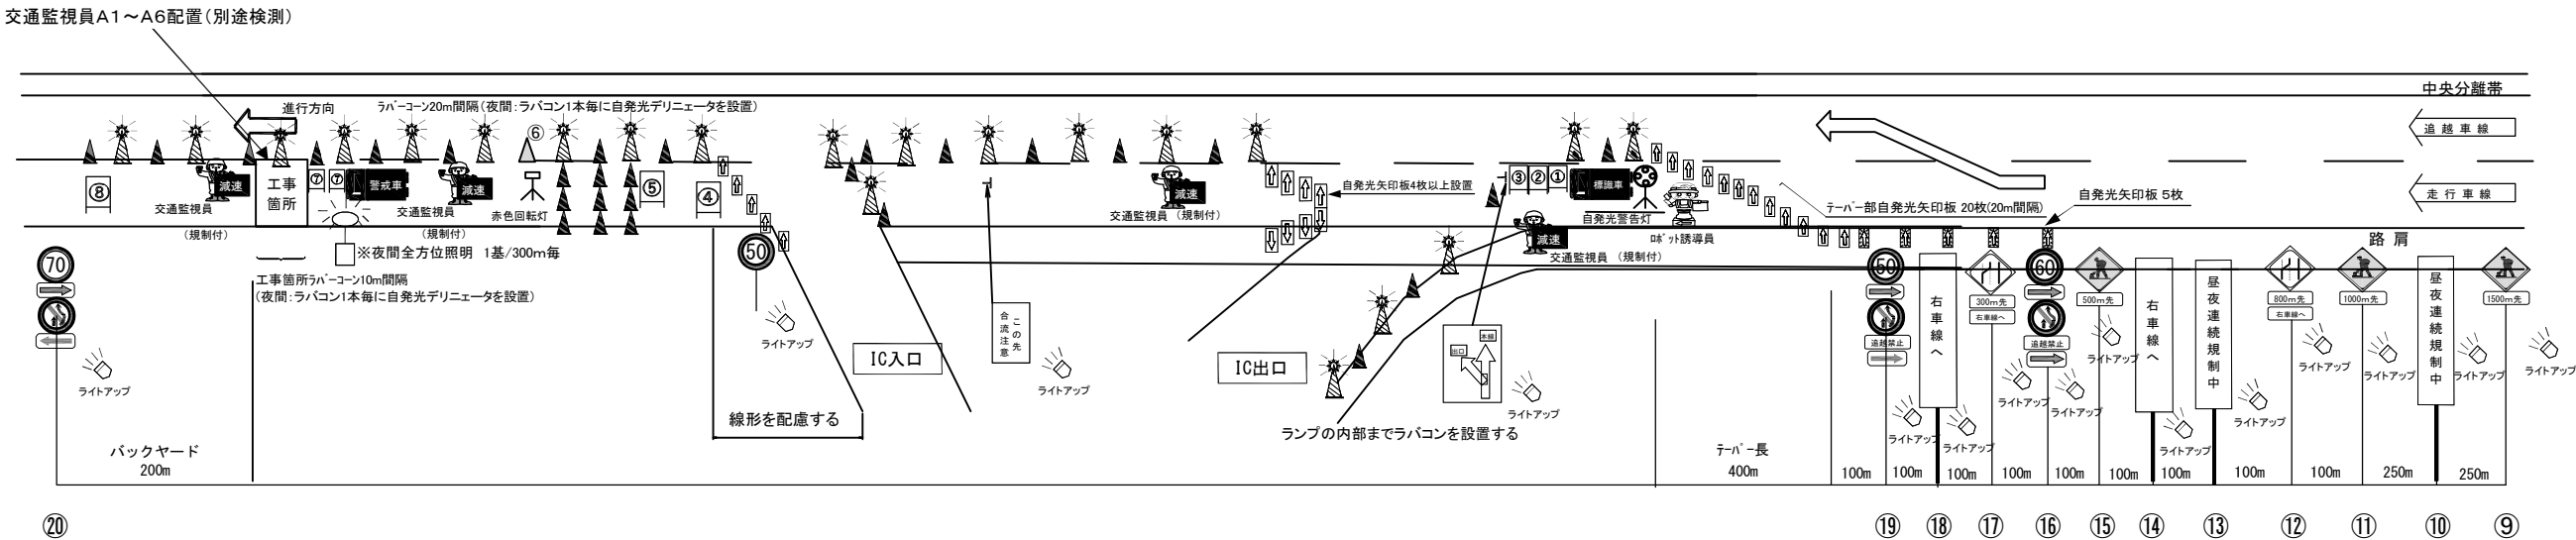 交通監視員A1～A6配置(別途検測)
中央分離帯
進行方向
ラバーコーン20m間隔(夜間:ラバコン1本毎に自発光デリニェータを設置)
追越車線
走行車線
路肩
⑧
減速
交通監視員
(規制付)
工事
箇所
⑦
⑦
警戒車
減速
交通監視員
(規制付)
⑥
赤色回転灯
⑤
④
※夜間全方位照明 1基/300m毎
工事箇所ラバーコーン10m間隔
(夜間:ラバコン1本毎に自発光デリニェータを設置)
減速
交通監視員 (規制付)
自発光矢印板4枚以上設置
③
②
①
標識車
自発光警告灯
ロボット誘導員
減速
交通監視員 (規制付)
テーパー部自発光矢印板 20枚(20m間隔)
自発光矢印板 5枚
70
50
ライトアップ
ライトアップ
IC入口
この先
合流注意
ライトアップ
IC出口
本線
出口
ライトアップ
線形を配慮する
ランプの内部までラバコンを設置する
50
追越禁止
ライトアップ
右車線へ
ライトアップ
300m先
右車線へ
ライトアップ
60
追越禁止
ライトアップ
500m先
ライトアップ
右車線へ
ライトアップ
昼夜連続規制中
ライトアップ
800m先
右車線へ
ライトアップ
1000m先
ライトアップ
昼夜連続規制中
ライトアップ
1500m先
ライトアップ
バックヤード
200m
テーパー長
400m
100m
100m
100m
100m
100m
100m
100m
100m
100m
250m
250m
⑳
⑲
⑱
⑰
⑯
⑮
⑭
⑬
⑫
⑪
⑩
⑨